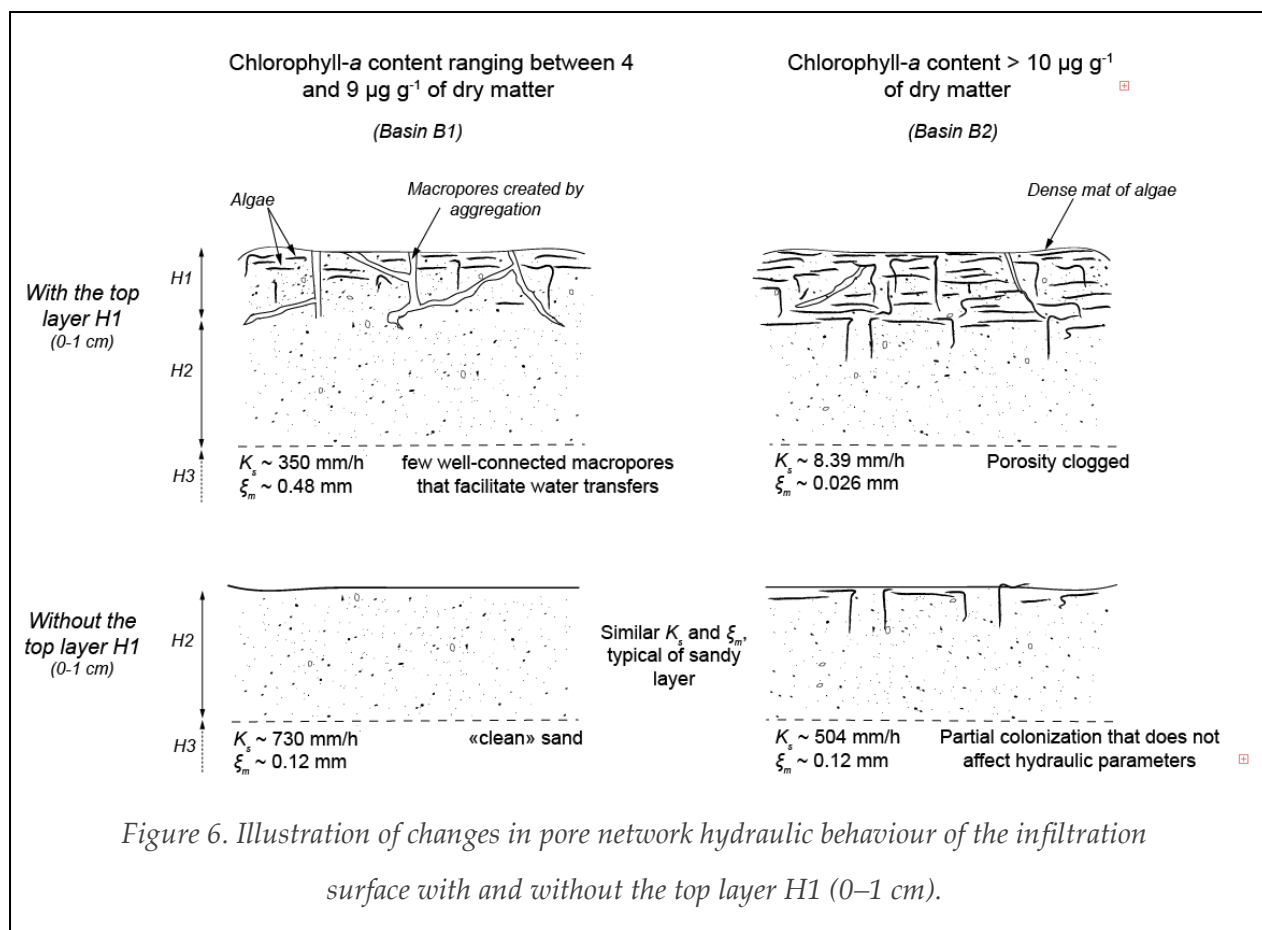 Chlorophyll-a content ranging between 4
and 9 µg g⁻¹ of dry matter
(Basin B1)
Chlorophyll-a content > 10 µg g⁻¹
of dry matter
(Basin B2)
Algae
Macropores created by
aggregation
Dense mat of algae
With the top
layer H1
(0-1 cm)
H1
H2
H3
Kₛ ~ 350 mm/h
ξₘ ~ 0.48 mm
few well-connected macropores
that facilitate water transfers
Kₛ ~ 8.39 mm/h
ξₘ ~ 0.026 mm
Porosity clogged
Without the
top layer H1
(0-1 cm)
H2
H3
Similar Kₛ and ξₘ,
typical of sandy
layer
Kₛ ~ 730 mm/h
ξₘ ~ 0.12 mm
«clean» sand
Kₛ ~ 504 mm/h
ξₘ ~ 0.12 mm
Partial colonization that does not
affect hydraulic parameters
Figure 6. Illustration of changes in pore network hydraulic behaviour of the infiltration
surface with and without the top layer H1 (0–1 cm).